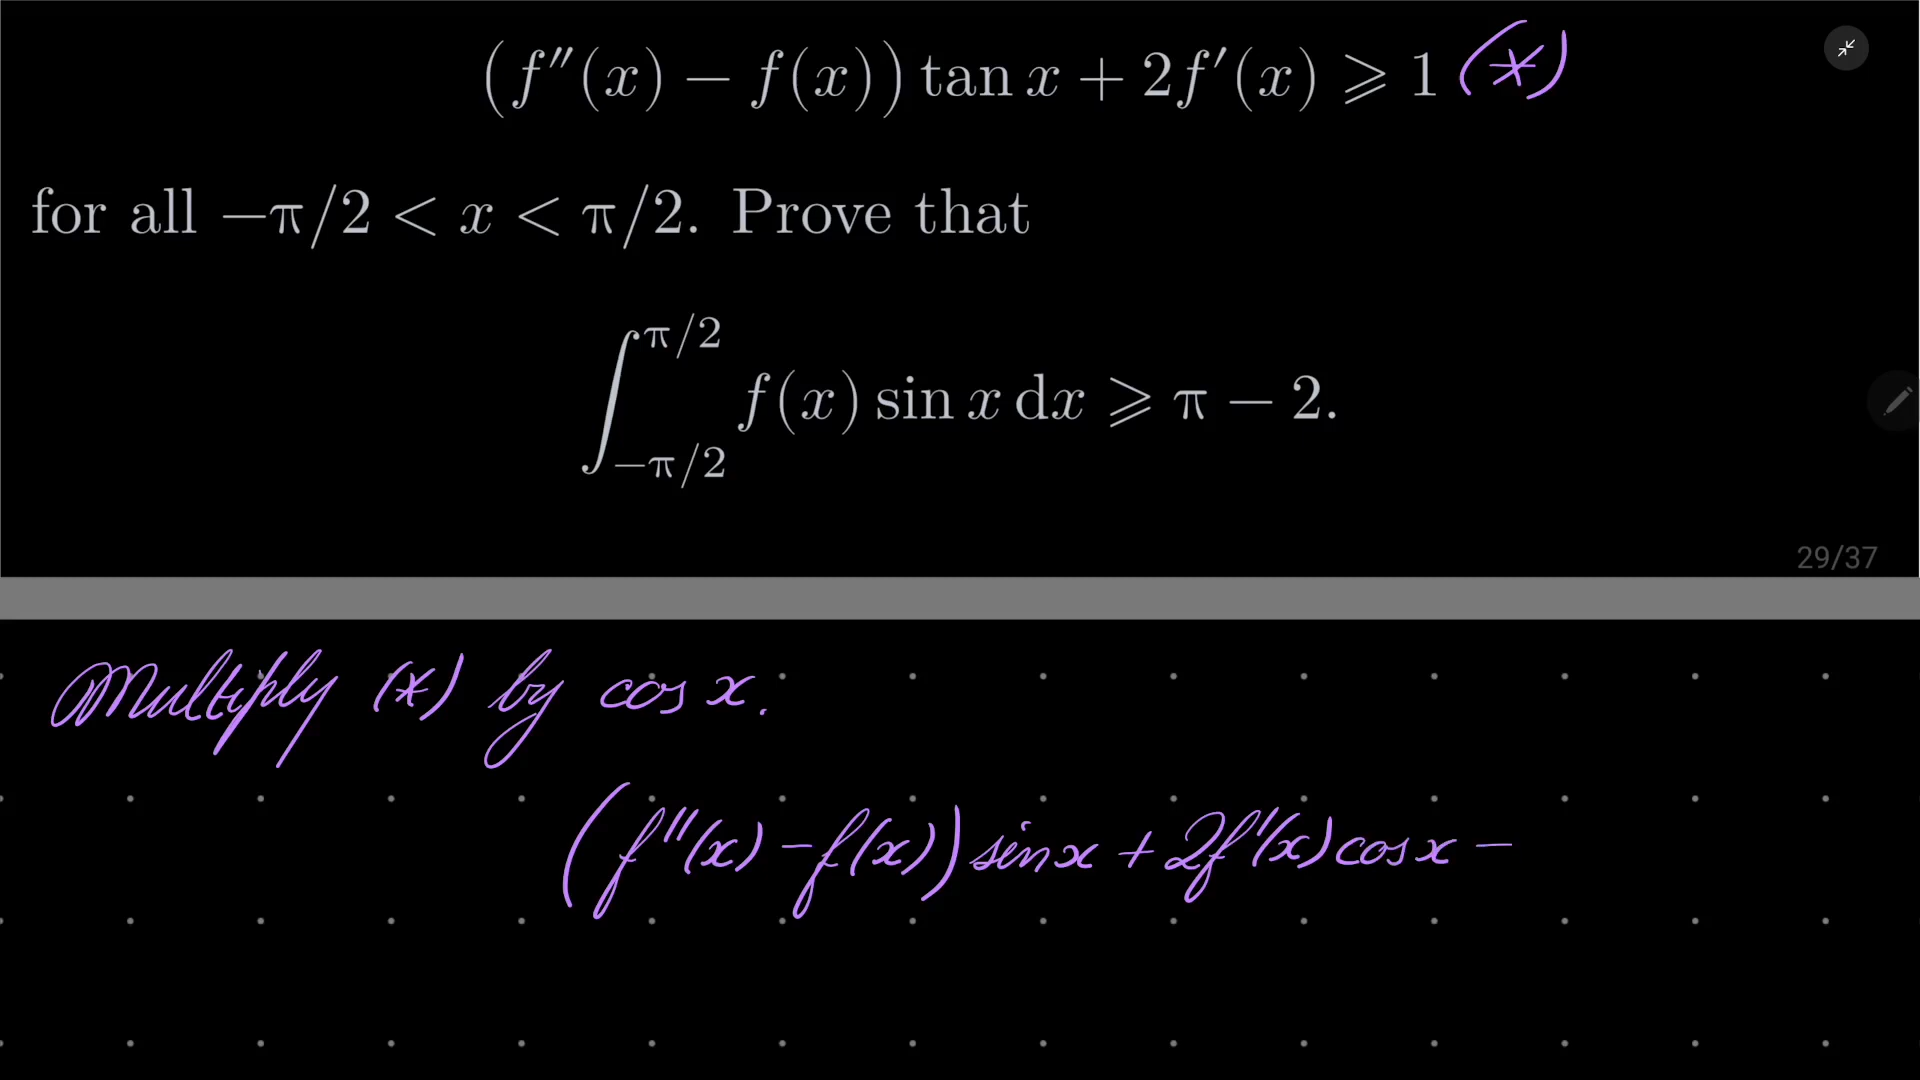 (f″(x) − f(x)) tan x + 2f′(x) ⩾ 1 (*)
for all −π/2 < x < π/2. Prove that
∫_{−π/2}^{π/2} f(x) sin x dx ⩾ π − 2.
29/37
Multiply (*) by cos x.
(f″(x) − f(x)) sin x + 2f′(x) cos x −